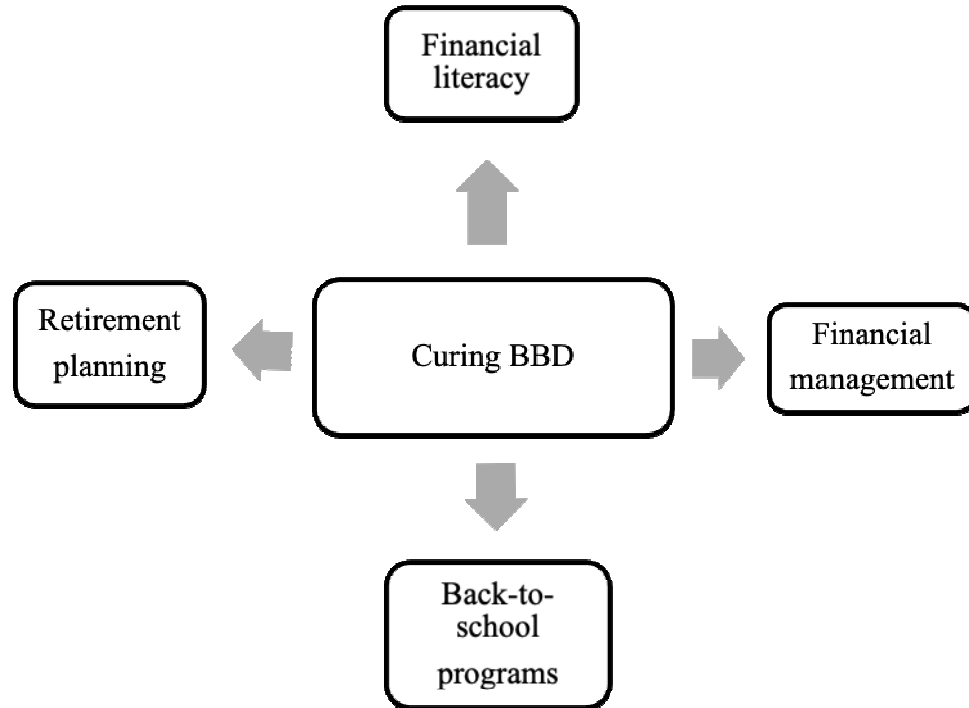 Financial
literacy
Retirement
planning
Curing BBD
Financial
management
Back-to-
school
programs